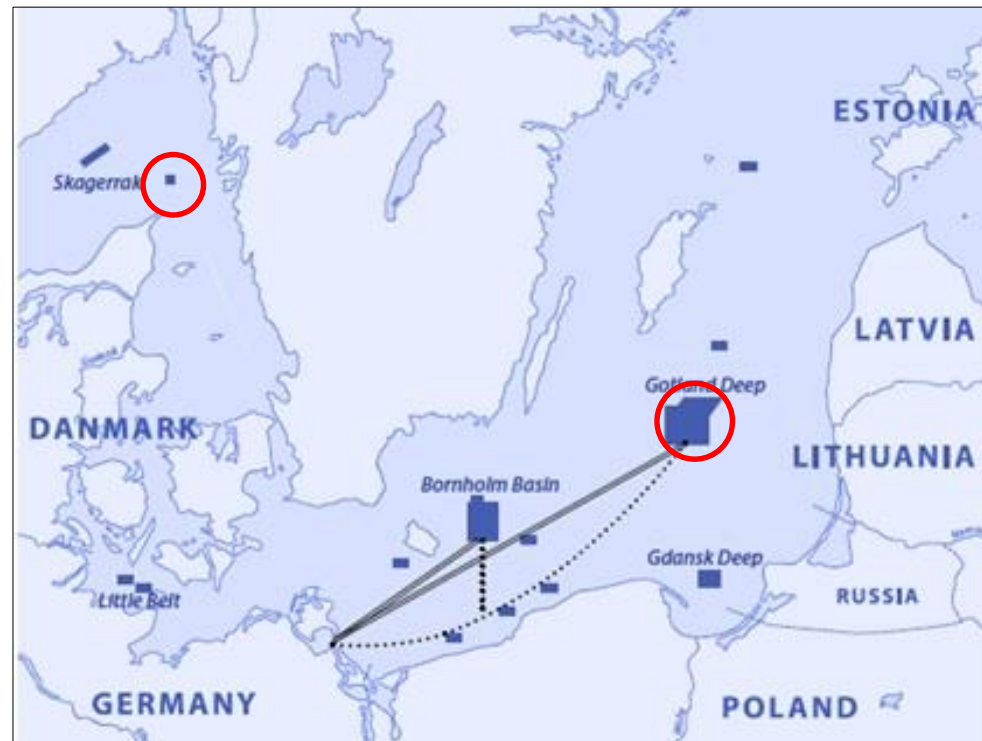 ESTONIA
Skagerrak
LATVIA
Gotland Deep
DANMARK
LITHUANIA
Bornholm Basin
Gdansk Deep
Little Belt
RUSSIA
GERMANY
POLAND